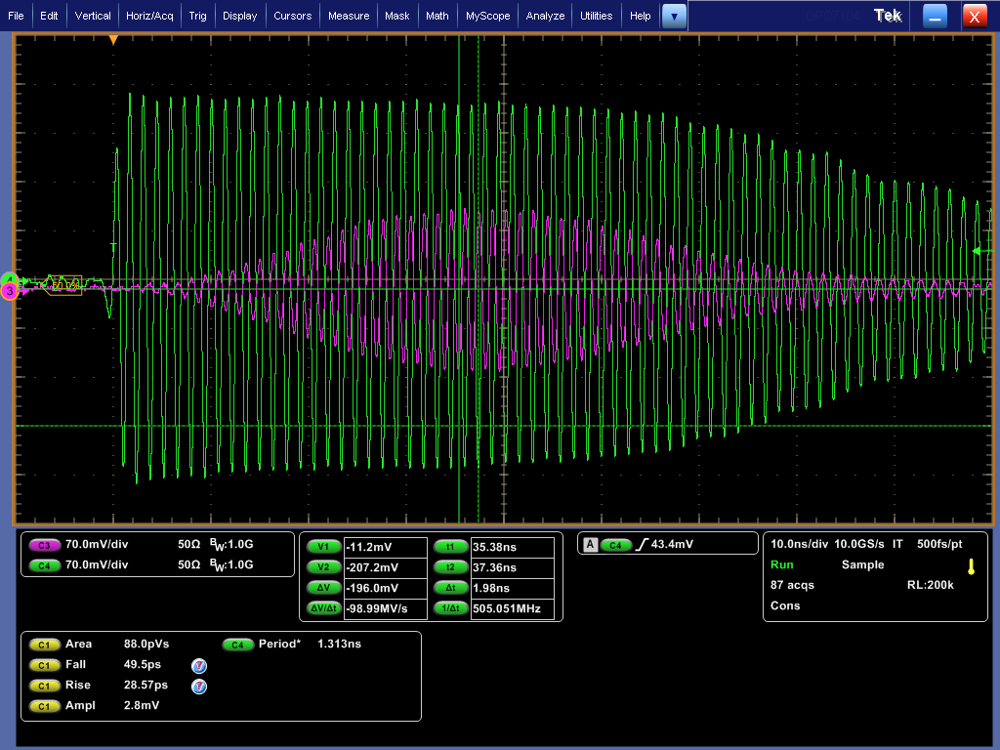 File Edit Vertical Horiz/Acq Trig Display Cursors Measure Mask Math MyScope Analyze Utilities Help Tek
3
C3 70.0mV/div 50Ω BW:1.0G
C4 70.0mV/div 50Ω BW:1.0G
V1 -11.2mV t1 35.38ns
V2 -207.2mV t2 37.36ns
ΔV -196.0mV Δt 1.98ns
ΔV/Δt -98.99MV/s 1/Δt 505.051MHz
A C4 43.4mV
10.0ns/div 10.0GS/s IT 500fs/pt
Run Sample
87 acqs RL:200k
Cons
C1 Area 88.0pVs C4 Period* 1.313ns
C1 Fall 49.5ps
C1 Rise 28.57ps
C1 Ampl 2.8mV